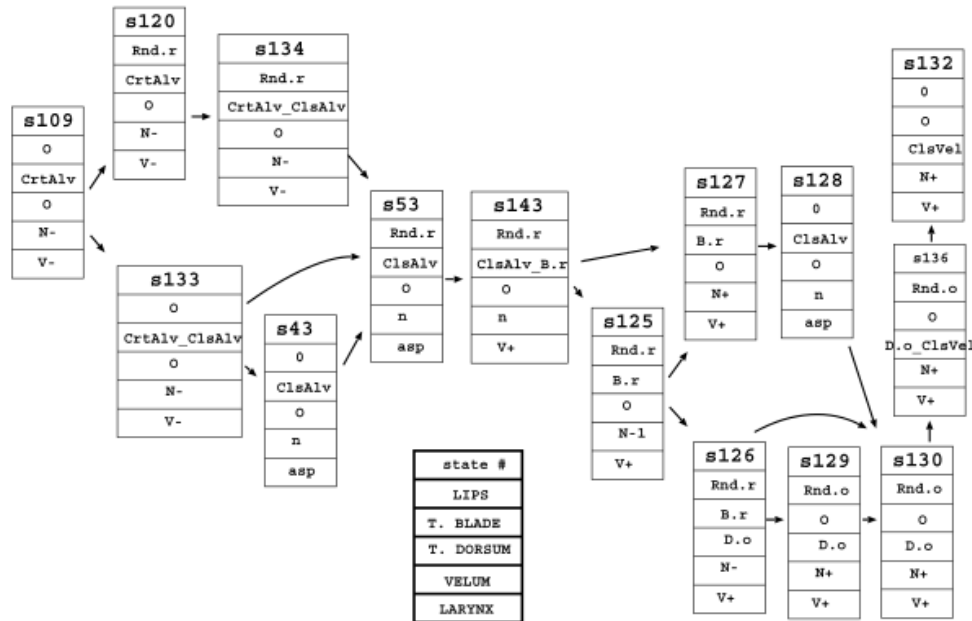 s120
Rnd.r
CrtAlv
O
N-
V-
s134
Rnd.r
CrtAlv_ClsAlv
O
N-
V-
s109
O
CrtAlv
O
N-
V-
s133
O
CrtAlv_ClsAlv
O
N-
V-
s43
0
ClsAlv
O
n
asp
s53
Rnd.r
ClsAlv
O
n
asp
s143
Rnd.r
ClsAlv_B.r
O
n
V+
s125
Rnd.r
B.r
O
N-1
V+
s127
Rnd.r
B.r
O
N+
V+
s128
0
ClsAlv
O
n
asp
s132
0
O
ClsVel
N+
V+
s136
Rnd.o
O
D.o_ClsVel
N+
V+
s126
Rnd.r
B.r
D.o
N-
V+
s129
Rnd.o
O
D.o
N+
V+
s130
Rnd.o
O
D.o
N+
V+
state #
LIPS
T. BLADE
T. DORSUM
VELUM
LARYNX